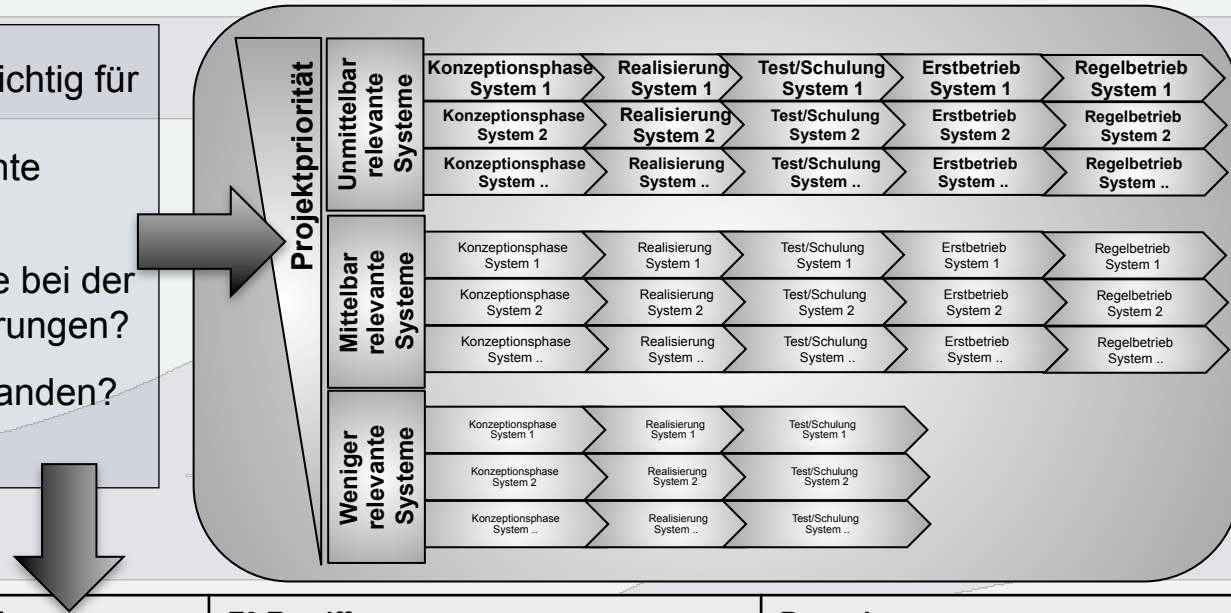 ichtig für
nte
e bei der
rungen?
anden?
Projektpriorität
Unmittelbar
relevante
Systeme
Konzeptionsphase
System 1
Realisierung
System 1
Test/Schulung
System 1
Erstbetrieb
System 1
Regelbetrieb
System 1
Konzeptionsphase
System 2
Realisierung
System 2
Test/Schulung
System 2
Erstbetrieb
System 2
Regelbetrieb
System 2
Konzeptionsphase
System ..
Realisierung
System ..
Test/Schulung
System ..
Erstbetrieb
System ..
Regelbetrieb
System ..
Mittelbar
relevante
Systeme
Konzeptionsphase
System 1
Realisierung
System 1
Test/Schulung
System 1
Erstbetrieb
System 1
Regelbetrieb
System 1
Konzeptionsphase
System 2
Realisierung
System 2
Test/Schulung
System 2
Erstbetrieb
System 2
Regelbetrieb
System 2
Konzeptionsphase
System ..
Realisierung
System ..
Test/Schulung
System ..
Erstbetrieb
System ..
Regelbetrieb
System ..
Weniger
relevante
Systeme
Konzeptionsphase
System 1
Realisierung
System 1
Test/Schulung
System 1
Konzeptionsphase
System 2
Realisierung
System 2
Test/Schulung
System 2
Konzeptionsphase
System ..
Realisierung
System ..
Test/Schulung
System ..